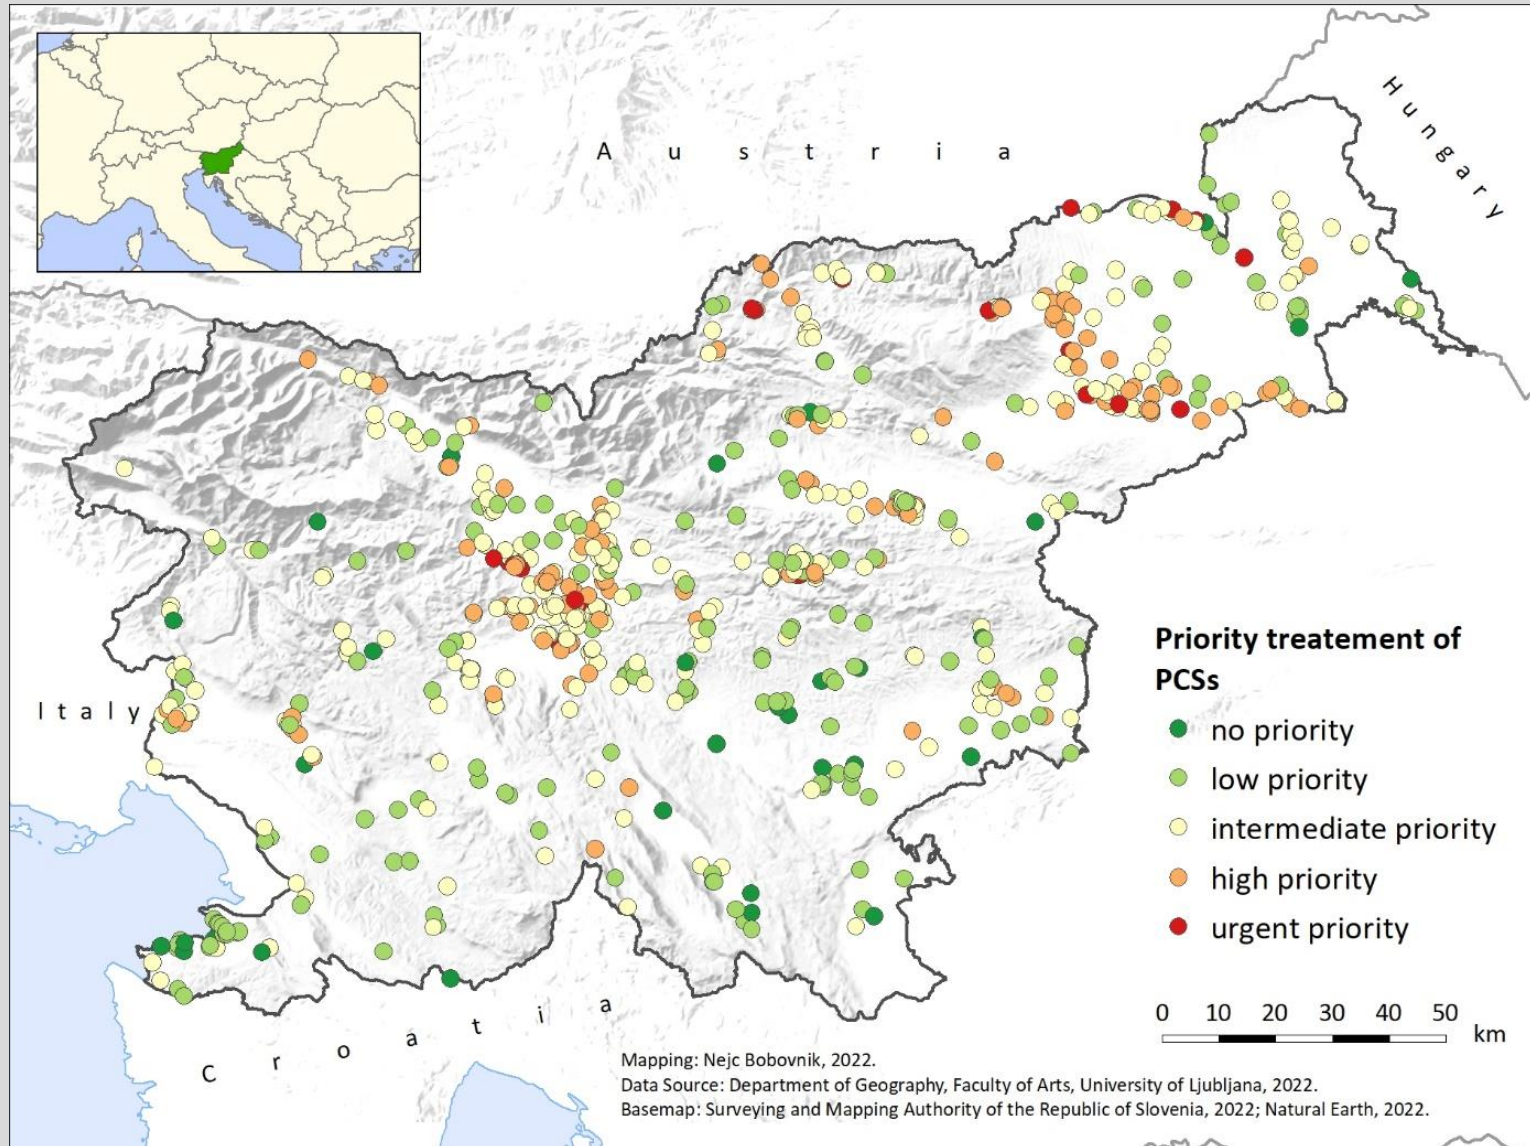 Austria
Hungary
Italy
Priority treatement of
PCSs
no priority
low priority
intermediate priority
high priority
urgent priority
0 10 20 30 40 50
km
Croatia
Mapping: Nejc Bobovnik, 2022.
Data Source: Department of Geography, Faculty of Arts, University of Ljubljana, 2022.
Basemap: Surveying and Mapping Authority of the Republic of Slovenia, 2022; Natural Earth, 2022.